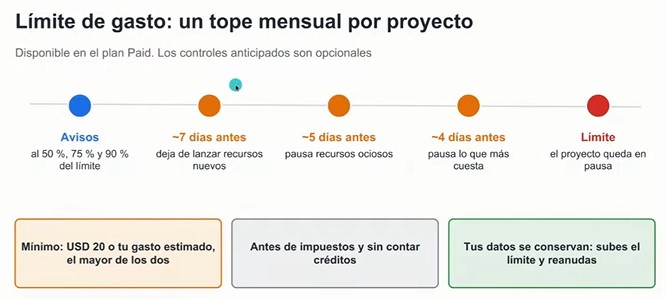 Límite de gasto: un tope mensual por proyecto
Disponible en el plan Paid. Los controles anticipados son opcionales
Avisos
al 50 %, 75 % y 90 %
del límite
~7 días antes
deja de lanzar recursos
nuevos
~5 días antes
pausa recursos ociosos
~4 días antes
pausa lo que más
cuesta
Límite
el proyecto queda en
pausa
Mínimo: USD 20 o tu gasto estimado,
el mayor de los dos
Antes de impuestos y sin contar
créditos
Tus datos se conservan: subes el
límite y reanudas